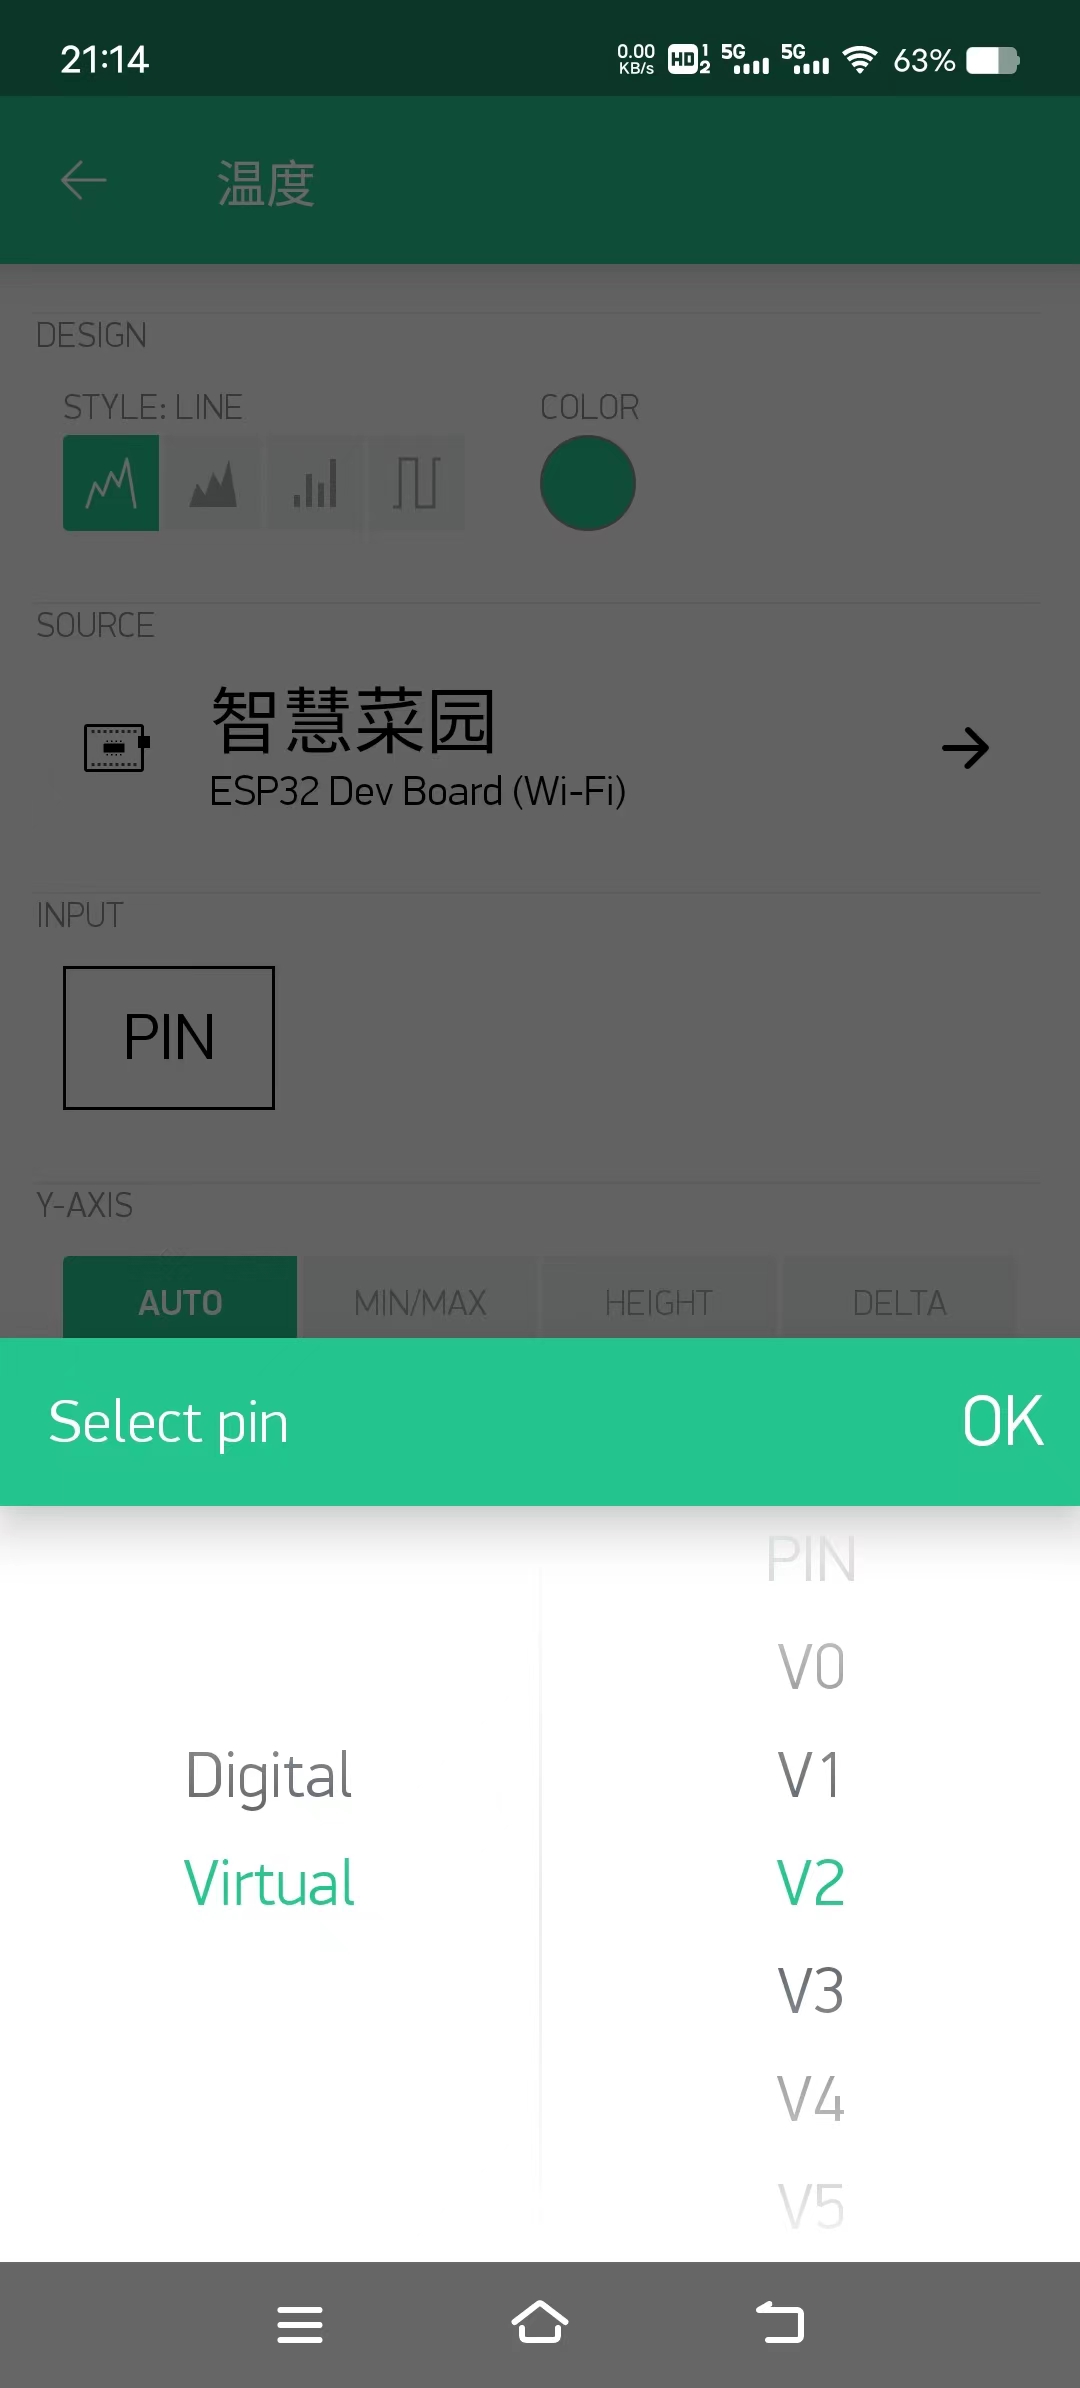 21:14
0.00 KB/s HD 1 2 5G 5G 63%
温度
DESIGN
STYLE: LINE
COLOR
SOURCE
智慧菜园
ESP32 Dev Board (Wi-Fi)
INPUT
PIN
Y-AXIS
AUTO MIN/MAX HEIGHT DELTA
Select pin OK
PIN
V0
Digital V1
Virtual V2
V3
V4
V5